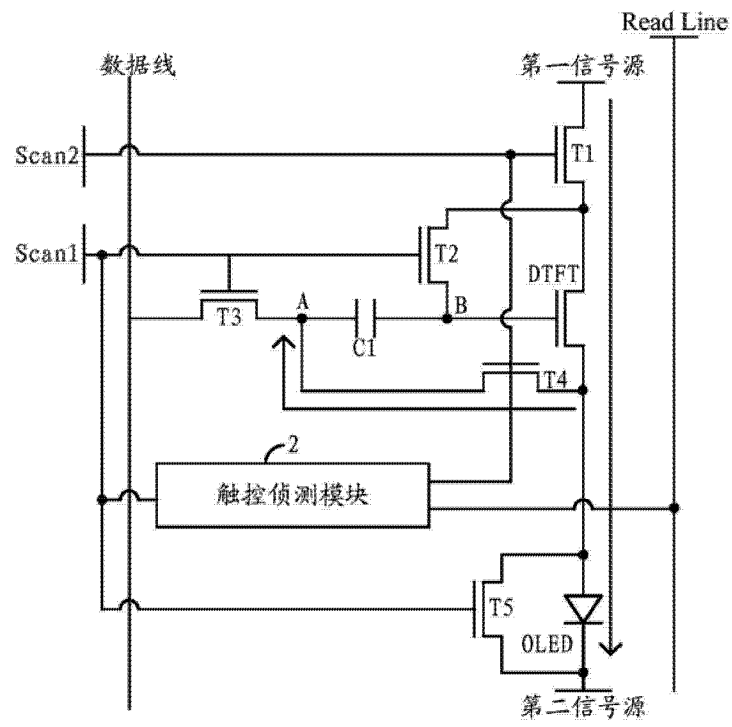 Read Line
数据线
第一信号源
Scan2
T1
Scan1
T2
DTFT
A
B
T3
C1
T4
2
触控侦测模块
T5
OLED
第二信号源